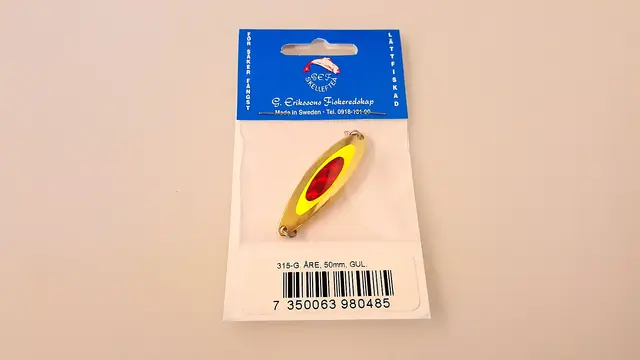 FÖR SÄKER FÅNGST
LÄTTFISKAD
GEF
SKELLEFTEÅ
G. Erikssons Fiskeredskap
Made in Sweden - Tel. 0918-101 00
315-G. ÅRE, 50mm, GUL.
7 350063 980485